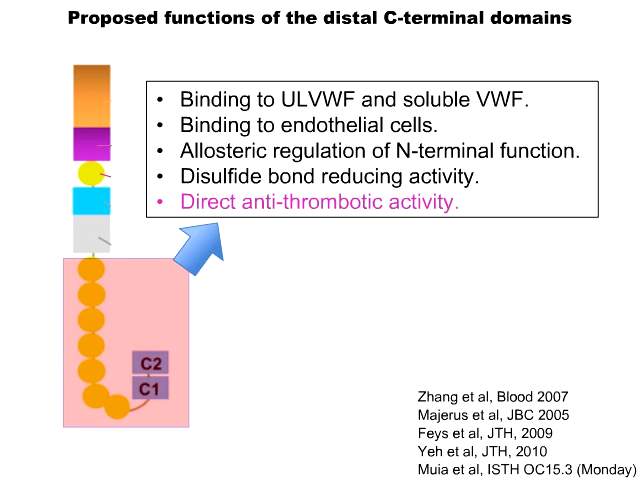 Proposed functions of the distal C-terminal domains
• Binding to ULVWF and soluble VWF.
• Binding to endothelial cells.
• Allosteric regulation of N-terminal function.
• Disulfide bond reducing activity.
• Direct anti-thrombotic activity.
C2
C1
Zhang et al, Blood 2007
Majerus et al, JBC 2005
Feys et al, JTH, 2009
Yeh et al, JTH, 2010
Muia et al, ISTH OC15.3 (Monday)